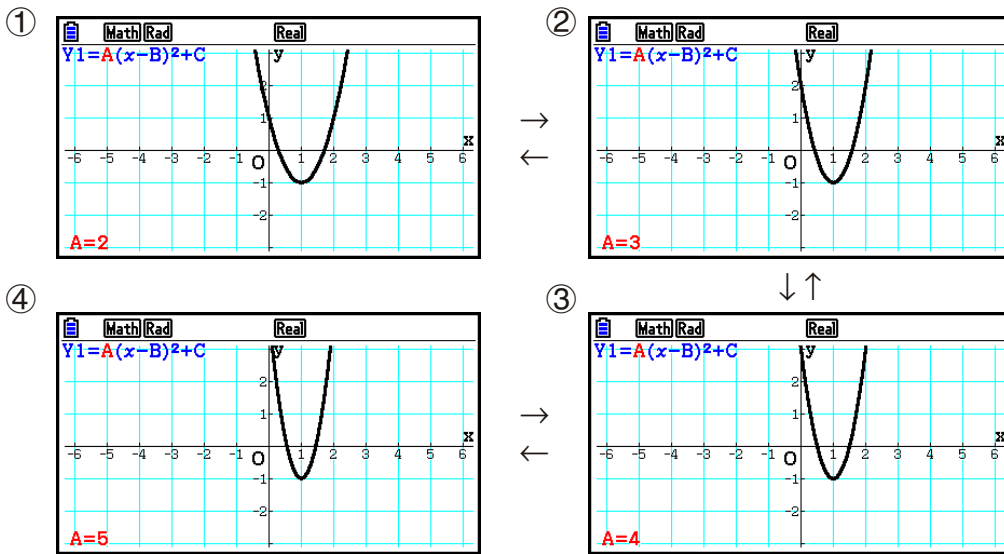 ①
Math Rad Real
Y1=A(x-B)²+C
y
2
1
x
-6 -5 -4 -3 -2 -1 O 1 2 3 4 5 6
-1
-2
A=2
→
←
②
Math Rad Real
Y1=A(x-B)²+C
y
2
1
x
-6 -5 -4 -3 -2 -1 O 1 2 3 4 5 6
-1
-2
A=3
↓↑
④
Math Rad Real
Y1=A(x-B)²+C
y
2
1
x
-6 -5 -4 -3 -2 -1 O 1 2 3 4 5 6
-1
-2
A=5
→
←
③
Math Rad Real
Y1=A(x-B)²+C
y
2
1
x
-6 -5 -4 -3 -2 -1 O 1 2 3 4 5 6
-1
-2
A=4